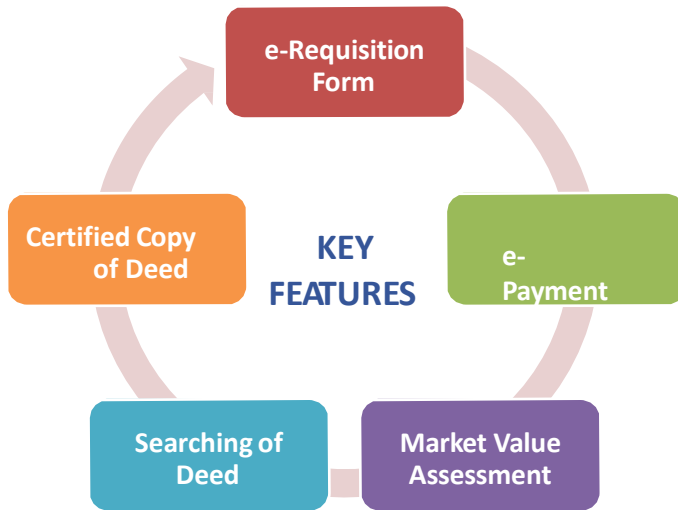 e-Requisition
Form
Certified Copy
of Deed
KEY
FEATURES
e-
Payment
Searching of
Deed
Market Value
Assessment